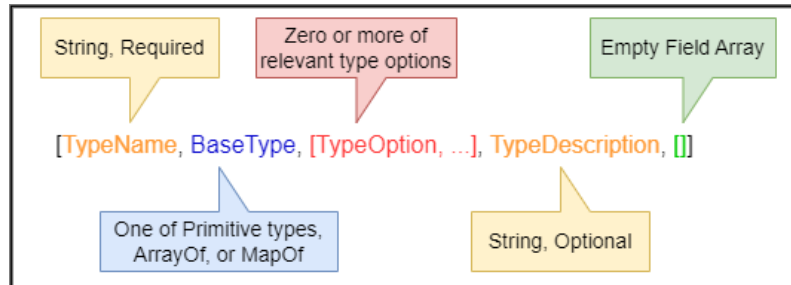 String, Required
Zero or more of
relevant type options
Empty Field Array
[TypeName, BaseType, [TypeOption, ...], TypeDescription, []]
One of Primitive types,
ArrayOf, or MapOf
String, Optional